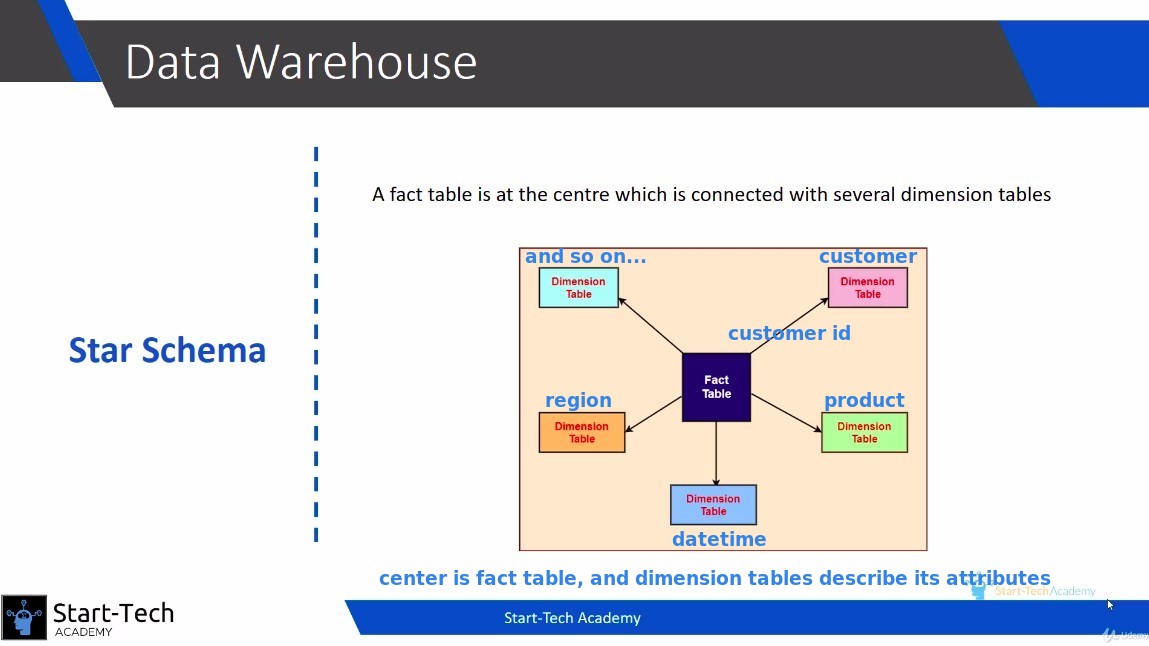 Data Warehouse
A fact table is at the centre which is connected with several dimension tables
Star Schema
and so on...
customer
Dimension
Table
Dimension
Table
customer id
Fact
Table
region
product
Dimension
Table
Dimension
Table
Dimension
Table
datetime
center is fact table, and dimension tables describe its attributes
Start-TechAcademy
Start-Tech
ACADEMY
Start-Tech Academy
Udemy